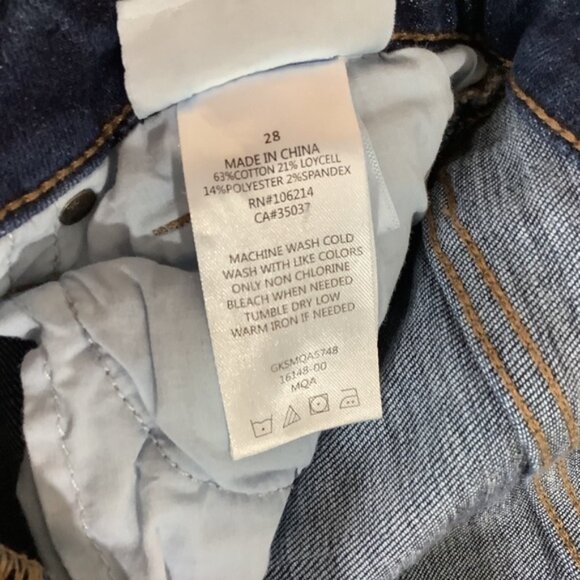 28
MADE IN CHINA
63%COTTON 21% LOYCELL
14%POLYESTER 2%SPANDEX
RN#106214
CA#35037
MACHINE WASH COLD
WASH WITH LIKE COLORS
ONLY NON CHLORINE
BLEACH WHEN NEEDED
TUMBLE DRY LOW
WARM IRON IF NEEDED
GKSMQA5748
16148-00
MQA